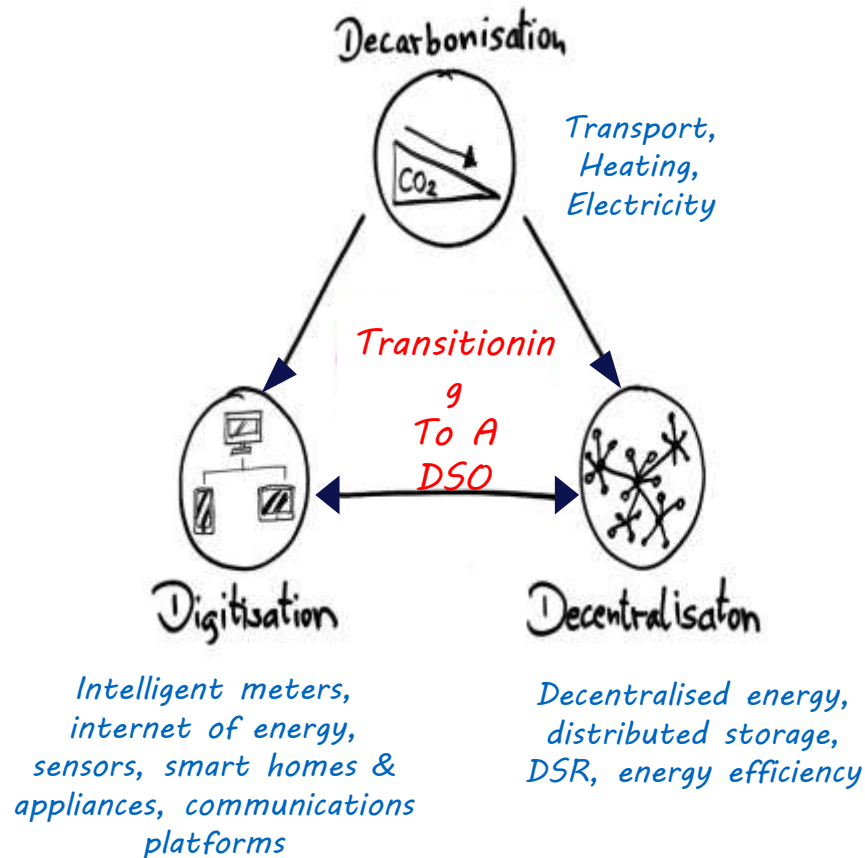 Decarbonisation
CO₂
Transport,
Heating,
Electricity
Transitionin
g
To A
DSO
Digitisation
Decentralisaton
Intelligent meters,
internet of energy,
sensors, smart homes &
appliances, communications
platforms
Decentralised energy,
distributed storage,
DSR, energy efficiency